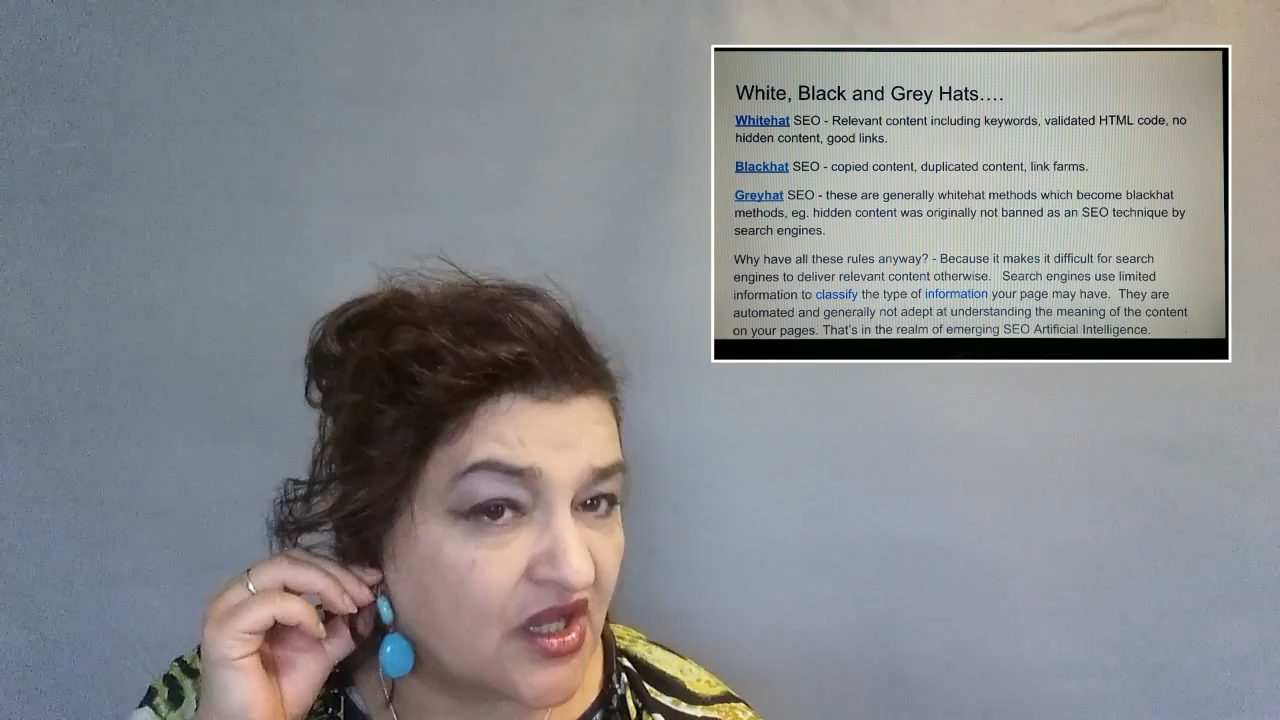 White, Black and Grey Hats....
Whitehat SEO - Relevant content including keywords, validated HTML code, no
hidden content, good links.
Blackhat SEO - copied content, duplicated content, link farms.
Greyhat SEO - these are generally whitehat methods which become blackhat
methods, eg. hidden content was originally not banned as an SEO technique by
search engines.
Why have all these rules anyway? - Because it makes it difficult for search
engines to deliver relevant content otherwise. Search engines use limited
information to classify the type of information your page may have. They are
automated and generally not adept at understanding the meaning of the content
on your pages. That's in the realm of emerging SEO Artificial Intelligence.